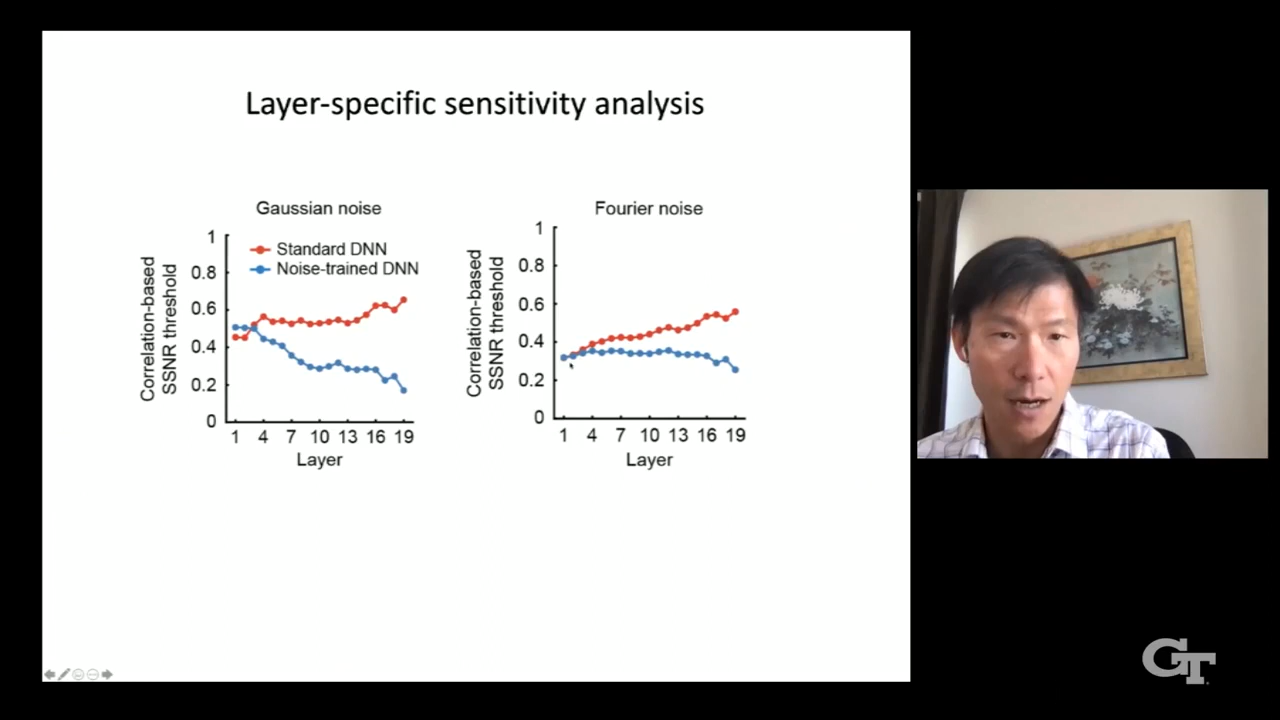 Layer-specific sensitivity analysis
Gaussian noise
Correlation-based
SSNR threshold
1
0.8
0.6
0.4
0.2
0
Standard DNN
Noise-trained DNN
1 4 7 10 13 16 19
Layer
Fourier noise
Correlation-based
SSNR threshold
1
0.8
0.6
0.4
0.2
0
1 4 7 10 13 16 19
Layer
GT